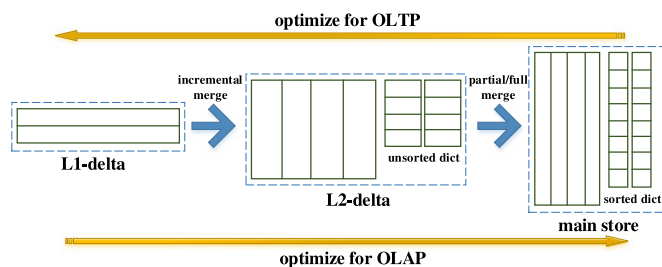 optimize for OLTP
incremental
merge
L1-delta
unsorted dict
L2-delta
partial/full
merge
sorted dict
main store
optimize for OLAP